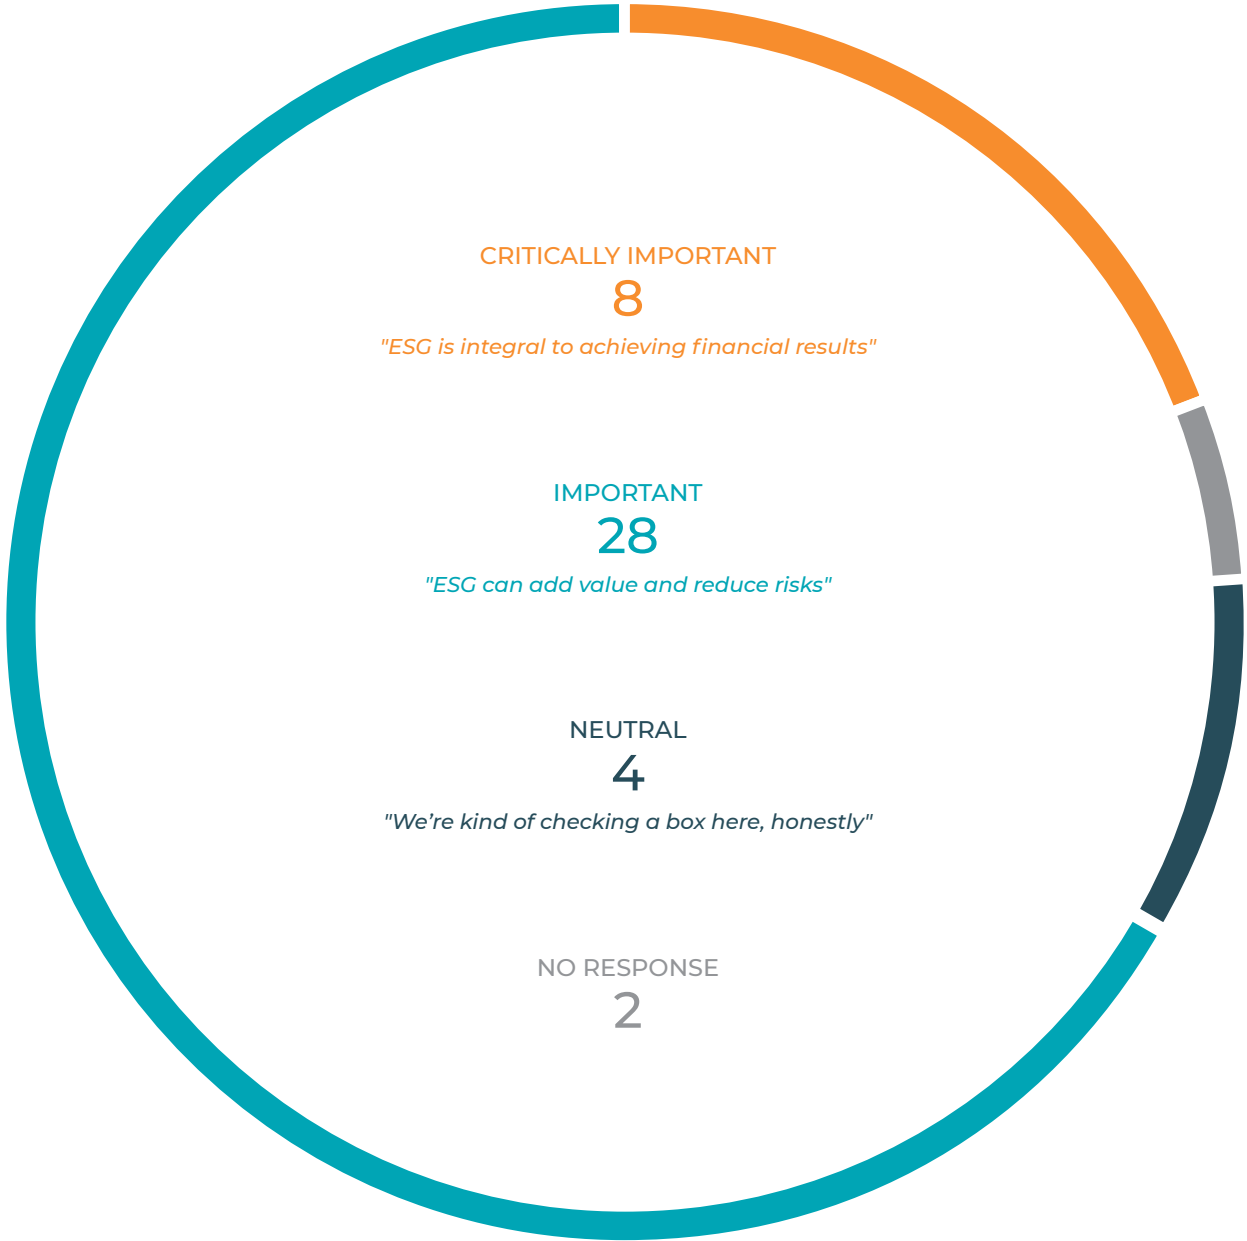 CRITICALLY IMPORTANT
8
"ESG is integral to achieving financial results"
IMPORTANT
28
"ESG can add value and reduce risks"
NEUTRAL
4
"We’re kind of checking a box here, honestly"
NO RESPONSE
2